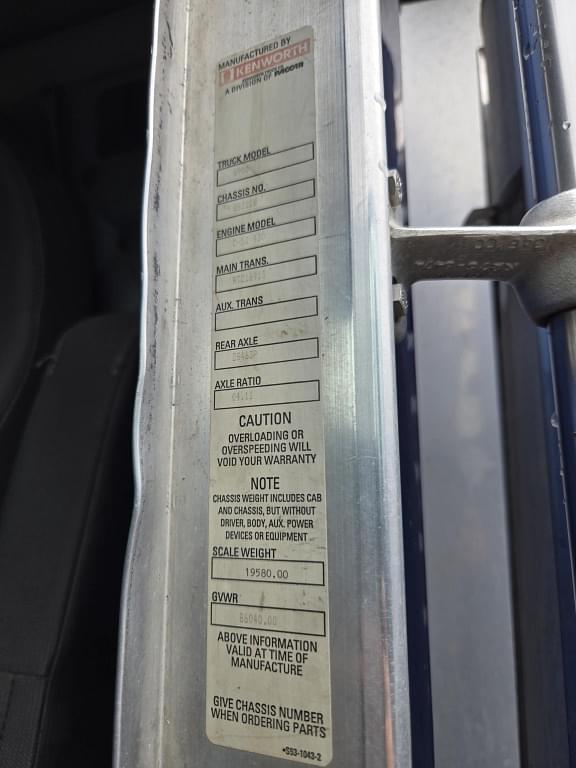 MANUFACTURED BY
KENWORTH
A DIVISION OF PACCAR
TRUCK MODEL
CHASSIS NO.
ENGINE MODEL
MAIN TRANS.
AUX. TRANS
REAR AXLE
AXLE RATIO
CAUTION
OVERLOADING OR
OVERSPEEDING WILL
VOID YOUR WARRANTY
NOTE
CHASSIS WEIGHT INCLUDES CAB
AND CHASSIS, BUT WITHOUT
DRIVER, BODY, AUX. POWER
DEVICES OR EQUIPMENT
SCALE WEIGHT
19580.00
GVWR
86040.00
ABOVE INFORMATION
VALID AT TIME OF
MANUFACTURE
GIVE CHASSIS NUMBER
WHEN ORDERING PARTS
•S93-1043-2